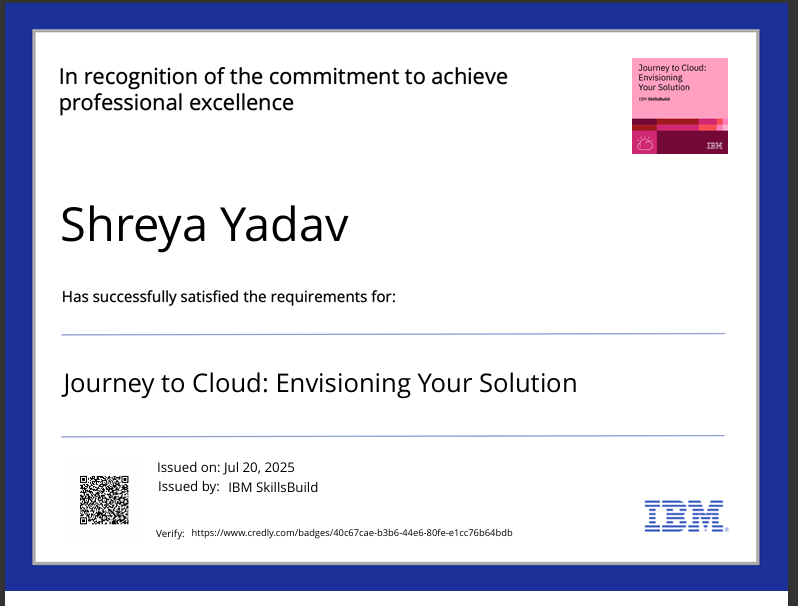 In recognition of the commitment to achieve
professional excellence
Journey to Cloud:
Envisioning
Your Solution
IBM SkillsBuild
IBM
Shreya Yadav
Has successfully satisfied the requirements for:
Journey to Cloud: Envisioning Your Solution
Issued on: Jul 20, 2025
Issued by: IBM SkillsBuild
Verify: https://www.credly.com/badges/40c67cae-b3b6-44e6-80fe-e1cc76b64bdb
IBM®